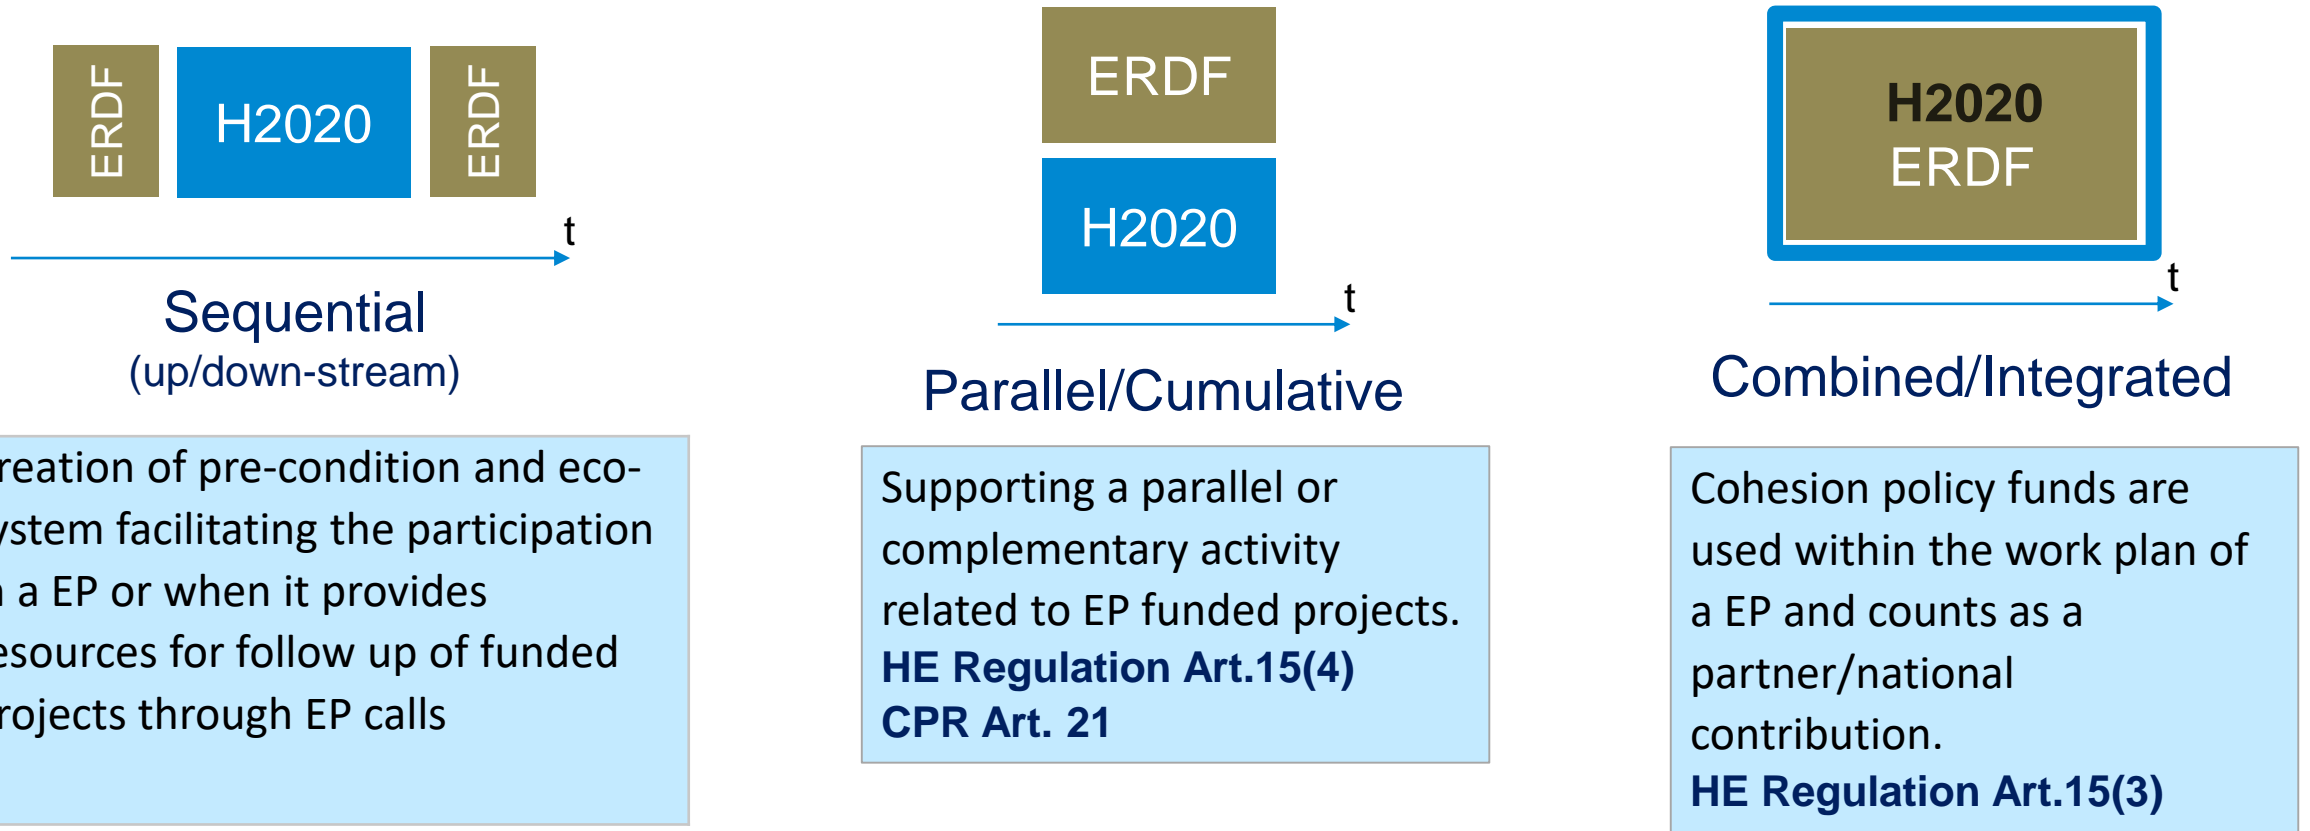 ERDF
H2020
ERDF
t
Sequential
(up/down-stream)
reation of pre-condition and eco-
ystem facilitating the participation
a EP or when it provides
esources for follow up of funded
rojects through EP calls
ERDF
H2020
t
Parallel/Cumulative
Supporting a parallel or
complementary activity
related to EP funded projects.
HE Regulation Art.15(4)
CPR Art. 21
H2020
ERDF
t
Combined/Integrated
Cohesion policy funds are
used within the work plan of
a EP and counts as a
partner/national
contribution.
HE Regulation Art.15(3)